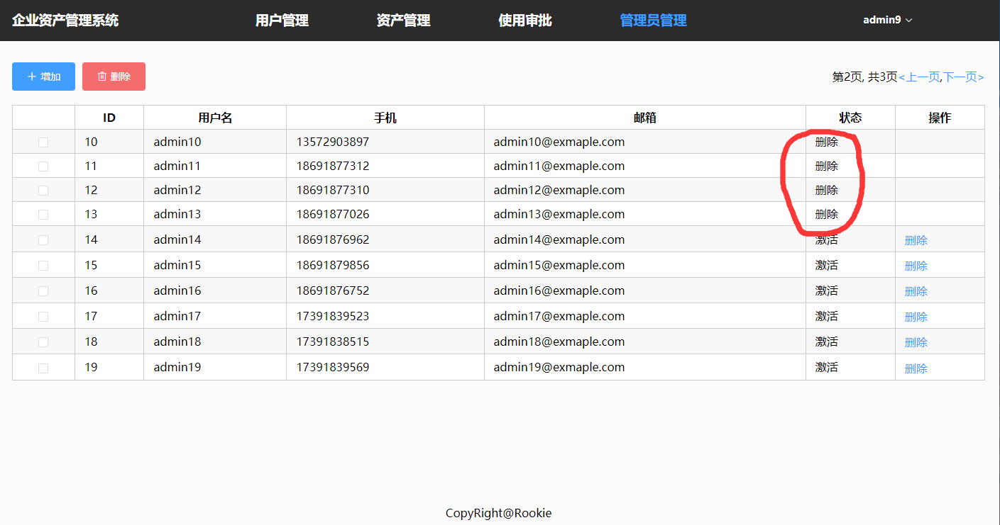 企业资产管理系统 用户管理 资产管理 使用审批 管理员管理 admin9
增加 删除 第2页, 共3页<上一页,下一页>
ID 用户名 手机 邮箱 状态 操作
10 admin10 13572903897 admin10@exmaple.com 删除
11 admin11 18691877312 admin11@exmaple.com 删除
12 admin12 18691877310 admin12@exmaple.com 删除
13 admin13 18691877026 admin13@exmaple.com 删除
14 admin14 18691876962 admin14@exmaple.com 激活 删除
15 admin15 18691879856 admin15@exmaple.com 激活 删除
16 admin16 18691876752 admin16@exmaple.com 激活 删除
17 admin17 17391839523 admin17@exmaple.com 激活 删除
18 admin18 17391838515 admin18@exmaple.com 激活 删除
19 admin19 17391839569 admin19@exmaple.com 激活 删除
CopyRight@Rookie